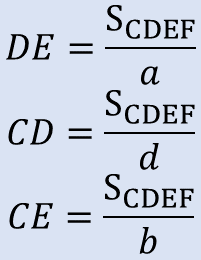 DE = S_CDEF / a
CD = S_CDEF / d
CE = S_CDEF / b